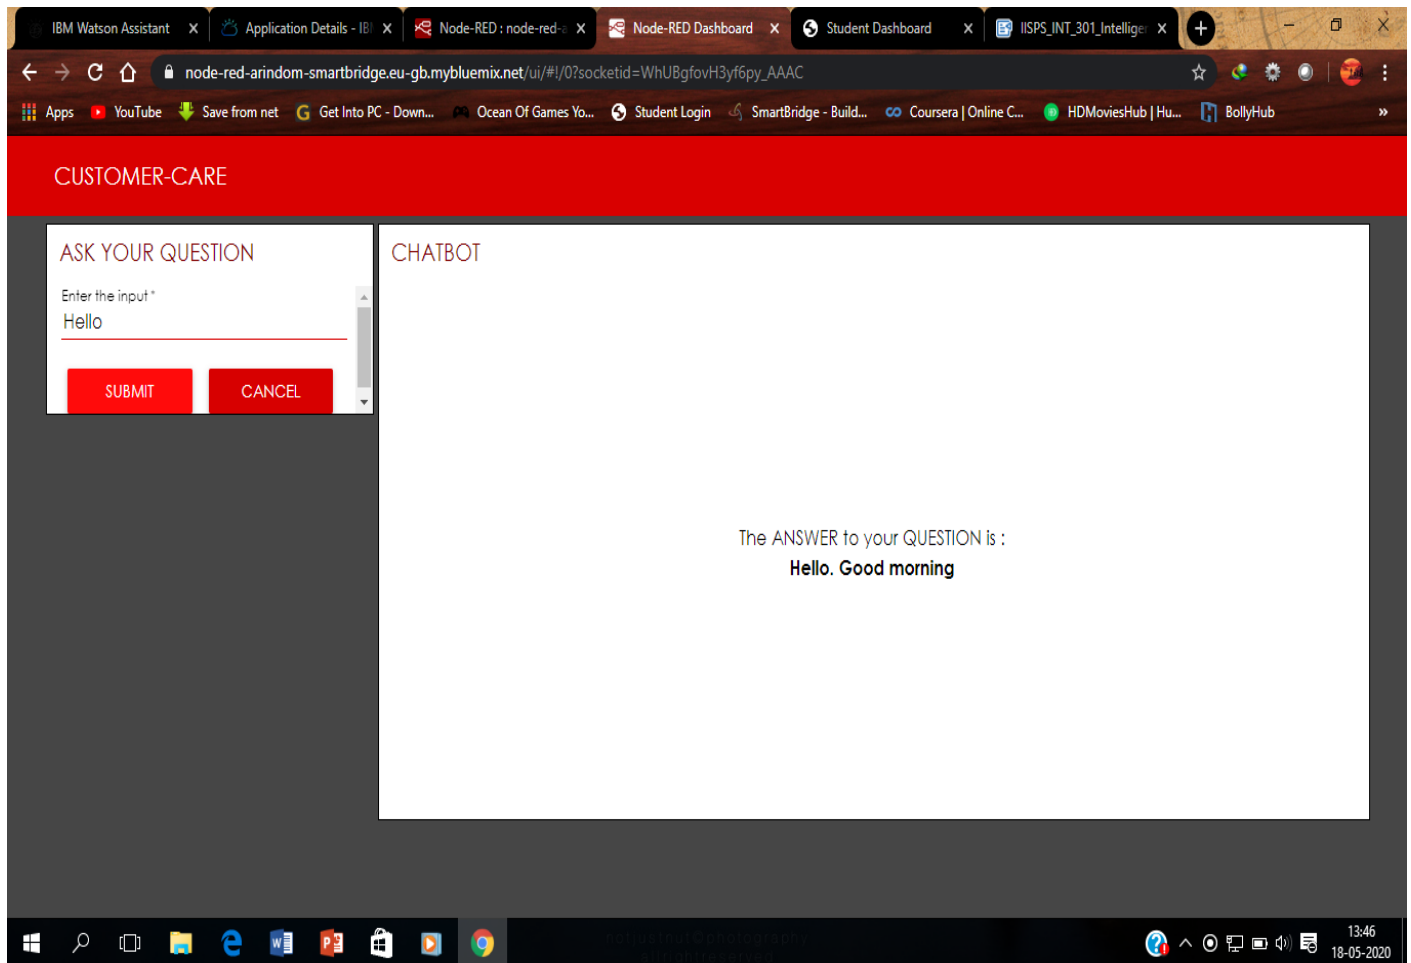 IBM Watson Assistant
Application Details - IB
Node-RED : node-red-a
Node-RED Dashboard
Student Dashboard
IISPS_INT_301_Intelliger
node-red-arindom-smartbridge.eu-gb.mybluemix.net/ui/#!/0?socketid=WhUBgfovH3yf6py_AAAC
Apps YouTube Save from net Get Into PC - Down... Ocean Of Games Yo... Student Login SmartBridge - Build... Coursera | Online C... HDMoviesHub | Hu... BollyHub »
CUSTOMER-CARE
ASK YOUR QUESTION
Enter the input *
Hello
SUBMIT CANCEL
CHATBOT
The ANSWER to your QUESTION is :
Hello. Good morning
13:46
18-05-2020